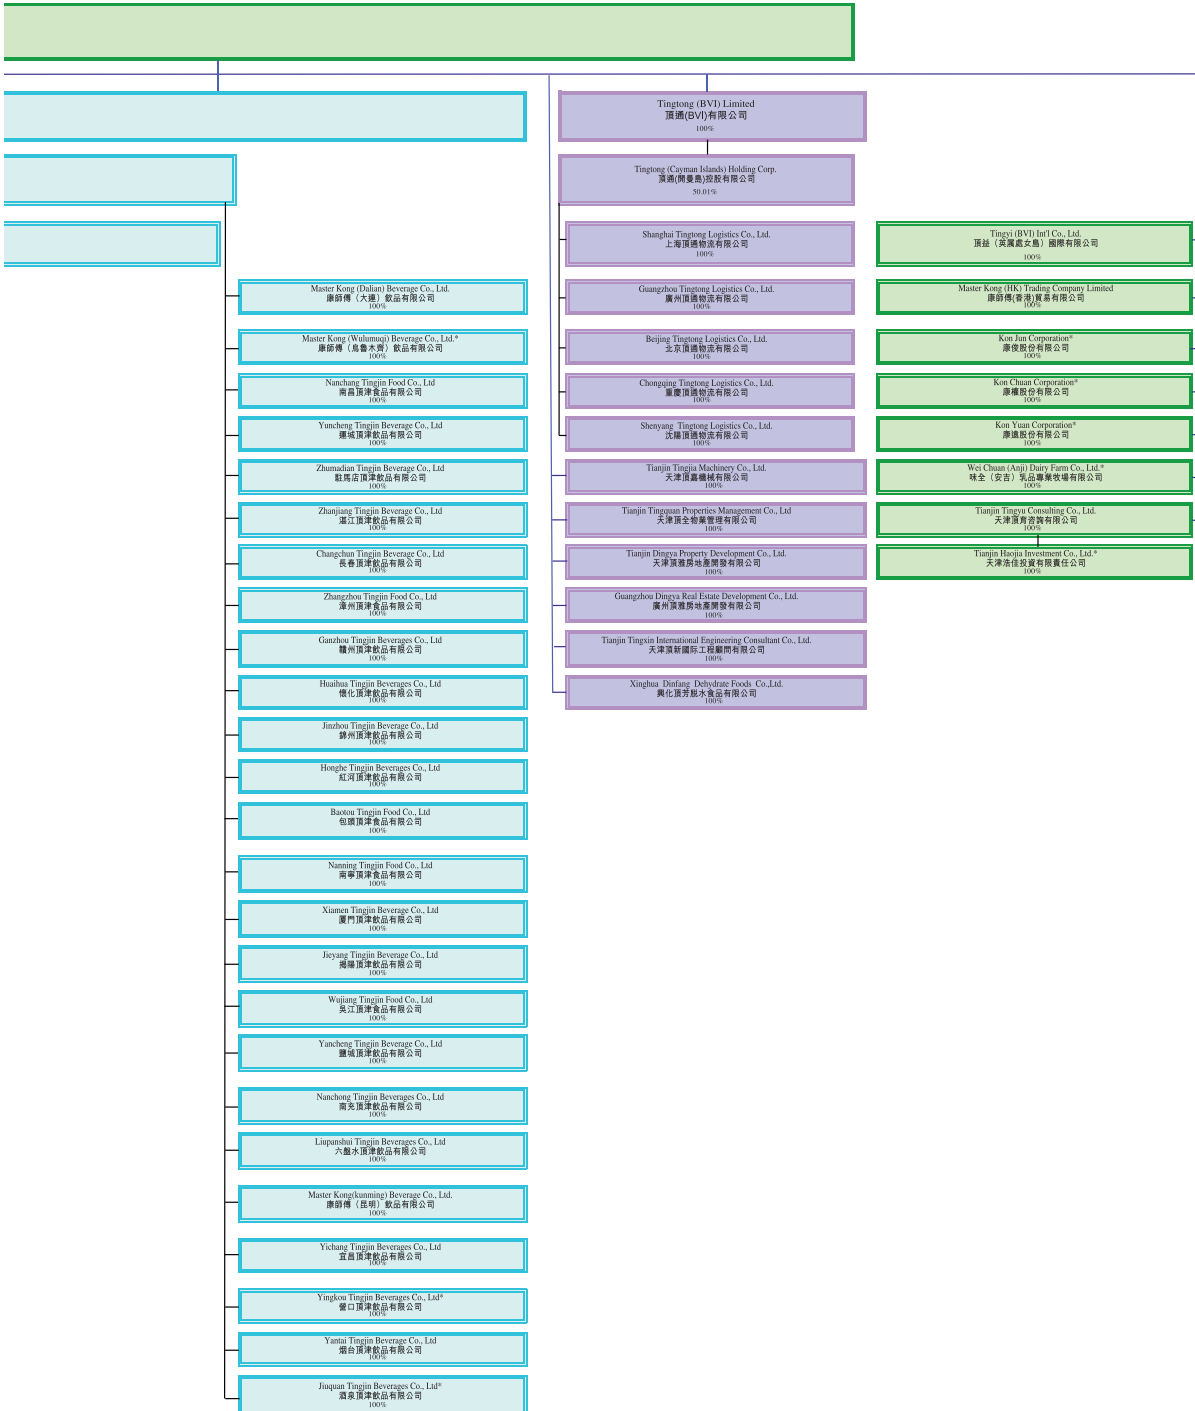 Tingtong (BVI) Limited
頂通(BVI)有限公司
100%
Tingtong (Cayman Islands) Holding Corp.
頂通(開曼島)控股有限公司
50.01%
Master Kong (Dalian) Beverage Co., Ltd.
康師傅（大連）飲品有限公司
100%
Master Kong (Wulumuqi) Beverage Co., Ltd.*
康師傅（烏魯木齊）飲品有限公司
100%
Nanchang Tingjin Food Co., Ltd
南昌頂津食品有限公司
100%
Yuncheng Tingjin Beverage Co., Ltd
運城頂津飲品有限公司
100%
Zhumadian Tingjin Beverage Co., Ltd
駐馬店頂津飲品有限公司
100%
Zhanjiang Tingjin Beverage Co., Ltd
湛江頂津飲品有限公司
100%
Changchun Tingjin Beverage Co., Ltd
長春頂津飲品有限公司
100%
Zhangzhou Tingjin Food Co., Ltd
漳州頂津食品有限公司
100%
Ganzhou Tingjin Beverages Co., Ltd
贛州頂津飲品有限公司
100%
Huaihua Tingjin Beverages Co., Ltd
懷化頂津飲品有限公司
100%
Jinzhou Tingjin Beverage Co., Ltd
錦州頂津飲品有限公司
100%
Honghe Tingjin Beverages Co., Ltd
紅河頂津飲品有限公司
100%
Baotou Tingjin Food Co., Ltd
包頭頂津食品有限公司
100%
Nanning Tingjin Food Co., Ltd
南寧頂津食品有限公司
100%
Xiamen Tingjin Beverage Co., Ltd
廈門頂津飲品有限公司
100%
Jieyang Tingjin Beverage Co., Ltd
揭陽頂津飲品有限公司
100%
Wujiang Tingjin Food Co., Ltd
吳江頂津食品有限公司
100%
Yancheng Tingjin Beverage Co., Ltd
鹽城頂津飲品有限公司
100%
Nanchong Tingjin Beverages Co., Ltd
南充頂津飲品有限公司
100%
Liupanshui Tingjin Beverages Co., Ltd
六盤水頂津飲品有限公司
100%
Master Kong(kunming) Beverage Co., Ltd.
康師傅（昆明）飲品有限公司
100%
Yichang Tingjin Beverages Co., Ltd
宜昌頂津飲品有限公司
100%
Yingkou Tingjin Beverages Co., Ltd*
營口頂津飲品有限公司
100%
Yantai Tingjin Beverage Co., Ltd
烟台頂津飲品有限公司
100%
Jiuquan Tingjin Beverages Co., Ltd*
酒泉頂津飲品有限公司
100%
Shanghai Tingtong Logistics Co., Ltd.
上海頂通物流有限公司
100%
Guangzhou Tingtong Logistics Co., Ltd.
廣州頂通物流有限公司
100%
Beijing Tingtong Logistics Co., Ltd.
北京頂通物流有限公司
100%
Chongqing Tingtong Logistics Co., Ltd.
重慶頂通物流有限公司
100%
Shenyang Tingtong Logistics Co., Ltd.
沈陽頂通物流有限公司
100%
Tianjin Tingjia Machinery Co., Ltd.
天津頂嘉機械有限公司
100%
Tianjin Tingquan Properties Management Co., Ltd
天津頂全物業管理有限公司
100%
Tianjin Dingya Property Development Co., Ltd.
天津頂雅房地產開發有限公司
100%
Guangzhou Dingya Real Estate Development Co., Ltd.
廣州頂雅房地產開發有限公司
100%
Tianjin Tingxin International Engineering Consultant Co., Ltd.
天津頂新國际工程顧問有限公司
100%
Xinghua Dinfang Dehydrate Foods Co.,Ltd.
興化頂芳脱水食品有限公司
100%
Tingyi (BVI) Int'l Co., Ltd.
頂益（英属處女島）國際有限公司
100%
Master Kong (HK) Trading Company Limited
康師傅(香港)貿易有限公司
100%
Kon Jun Corporation*
康俊股份有限公司
100%
Kon Chuan Corporation*
康權股份有限公司
100%
Kon Yuan Corporation*
康遠股份有限公司
100%
Wei Chuan (Anji) Dairy Farm Co., Ltd.*
味全（安吉）乳品專業牧場有限公司
100%
Tianjin Tingyu Consulting Co., Ltd.
天津頂育咨詢有限公司
100%
Tianjin Haojia Investment Co., Ltd.*
天津浩佳投資有限責任公司
100%